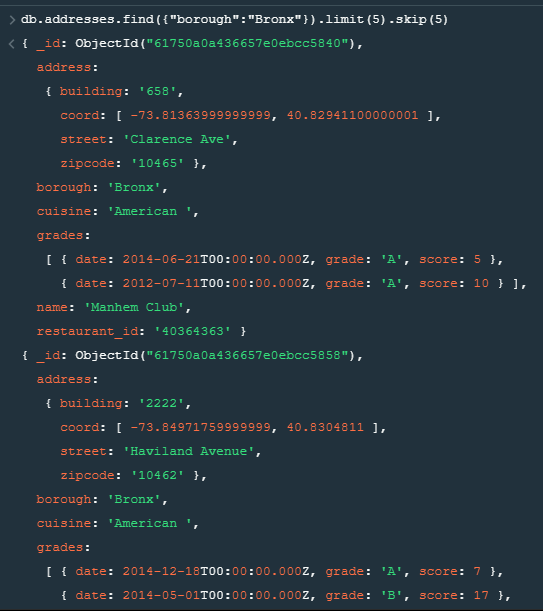 db.addresses.find({"borough":"Bronx"}).limit(5).skip(5)
{ _id: ObjectId("61750a0a436657e0ebcc5840"),
address:
{ building: '658',
coord: [ -73.81363999999999, 40.82941100000001 ],
street: 'Clarence Ave',
zipcode: '10465' },
borough: 'Bronx',
cuisine: 'American ',
grades:
[ { date: 2014-06-21T00:00:00.000Z, grade: 'A', score: 5 },
{ date: 2012-07-11T00:00:00.000Z, grade: 'A', score: 10 } ],
name: 'Manhem Club',
restaurant_id: '40364363' }
{ _id: ObjectId("61750a0a436657e0ebcc5858"),
address:
{ building: '2222',
coord: [ -73.84971759999999, 40.8304811 ],
street: 'Haviland Avenue',
zipcode: '10462' },
borough: 'Bronx',
cuisine: 'American ',
grades:
[ { date: 2014-12-18T00:00:00.000Z, grade: 'A', score: 7 },
{ date: 2014-05-01T00:00:00.000Z, grade: 'B', score: 17 },